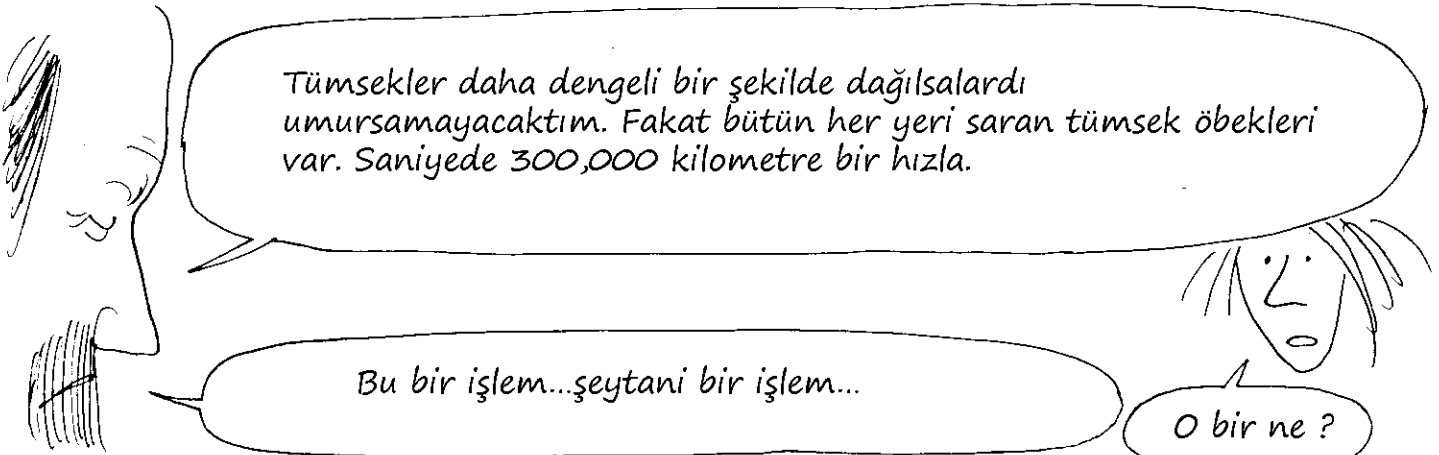 Tümsekler daha dengeli bir şekilde dağılsalardı
umursamayacaktım. Fakat bütün her yeri saran tümsek öbekleri
var. Saniyede 300,000 kilometre bir hızla.
Bu bir işlem...şeytani bir işlem...
O bir ne ?